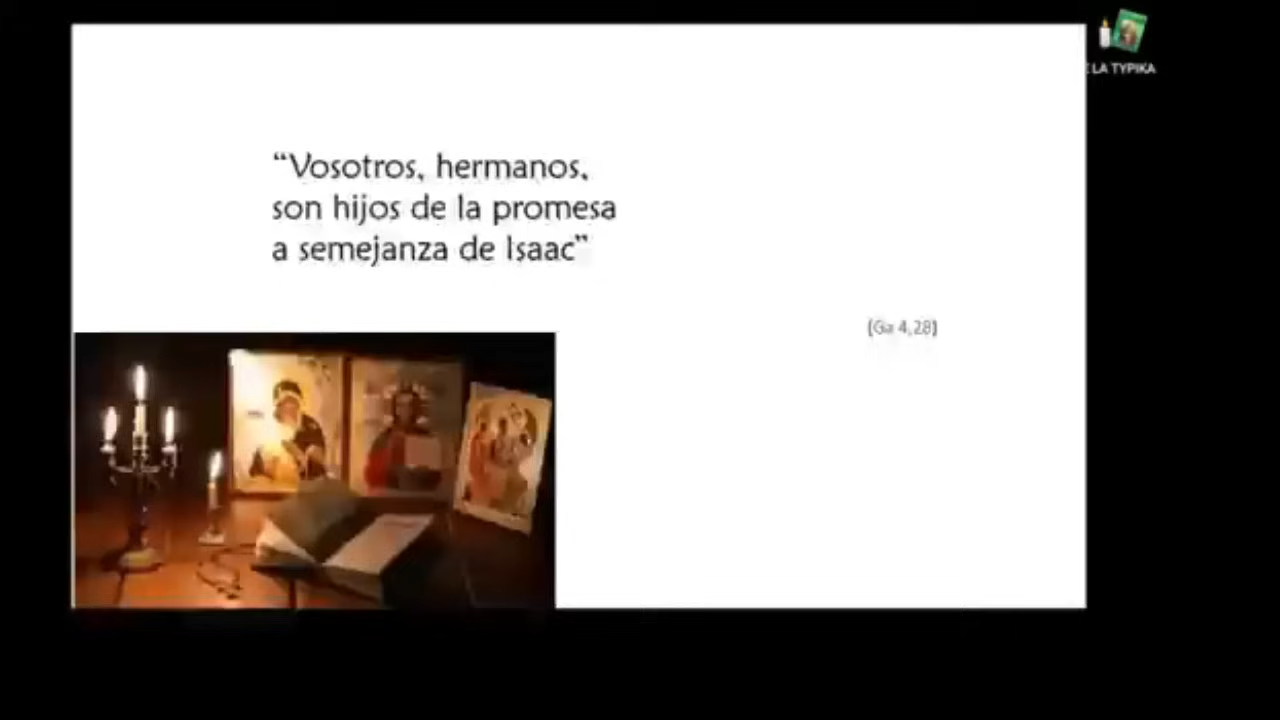 “Vosotros, hermanos,
son hijos de la promesa
a semejanza de Isaac”
(Ga 4,28)
LA TYPIKA